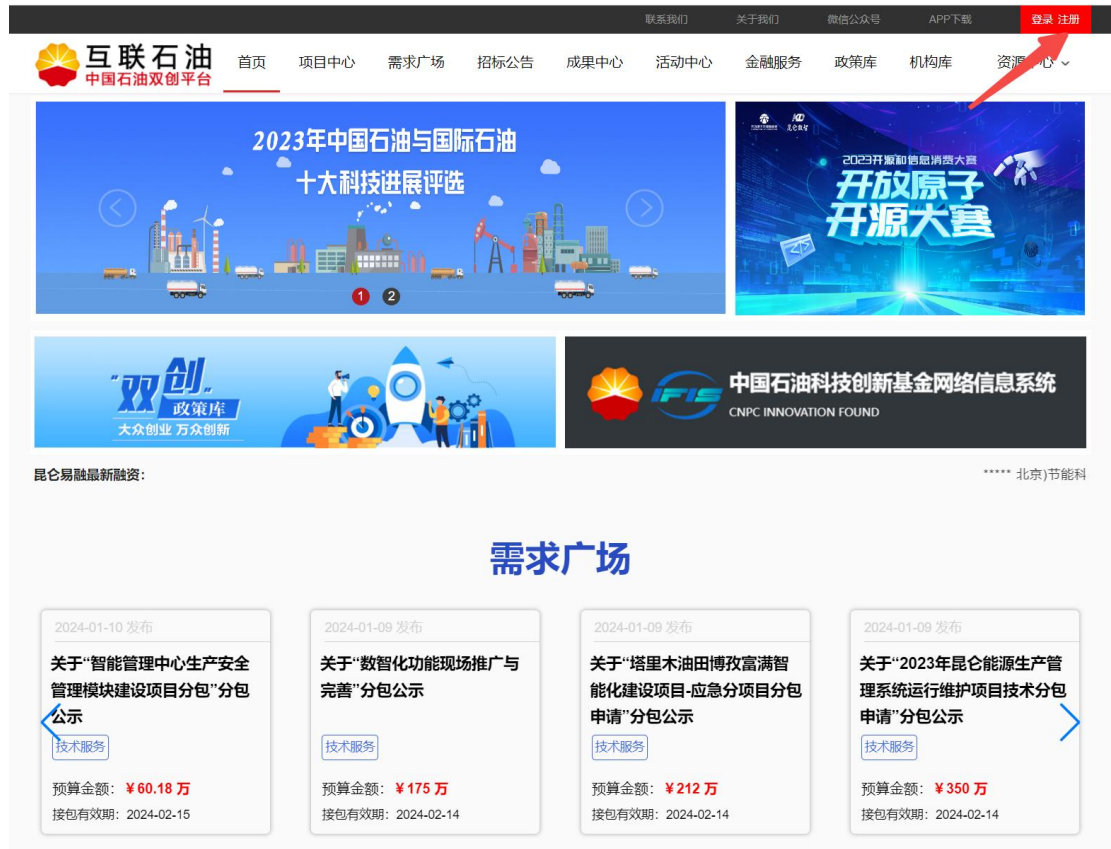 联系我们 关于我们 微信公众号 APP下载 登录 注册
互联石油
中国石油双创平台
首页 项目中心 需求广场 招标公告 成果中心 活动中心 金融服务 政策库 机构库 资源中心
2023年中国石油与国际石油
十大科技进展评选
1 2
昆仑数智
2023开源和信息消费大赛
开放原子
开源大赛
“双创”
政策库
大众创业 万众创新
IFIS
中国石油科技创新基金网络信息系统
CNPC INNOVATION FOUND
昆仑易融最新融资:
***** 北京)节能科
需求广场
2024-01-10 发布
关于“智能管理中心生产安全
管理模块建设项目分包”分包
公示
技术服务
预算金额: ¥60.18 万
接包有效期: 2024-02-15
2024-01-09 发布
关于“数智化功能现场推广与
完善”分包公示
技术服务
预算金额: ¥175 万
接包有效期: 2024-02-14
2024-01-09 发布
关于“塔里木油田博孜富满智
能化建设项目-应急分项目分包
申请”分包公示
技术服务
预算金额: ¥212 万
接包有效期: 2024-02-14
2024-01-09 发布
关于“2023年昆仑能源生产管
理系统运行维护项目技术分包
申请”分包公示
技术服务
预算金额: ¥350 万
接包有效期: 2024-02-14